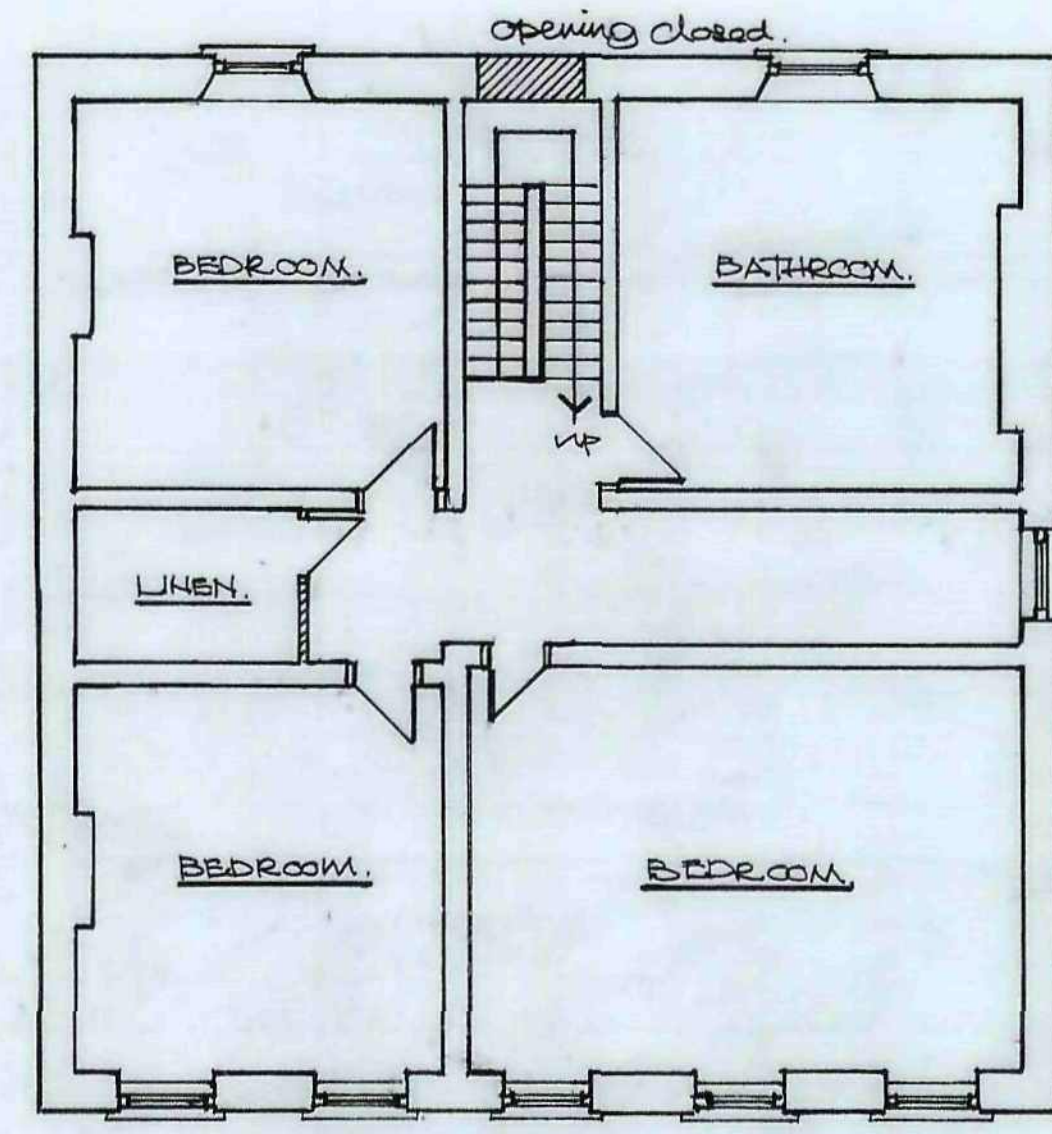 opening closed.
BEDROOM.
BATHROOM.
up
LINEN.
BEDROOM.
BEDROOM.